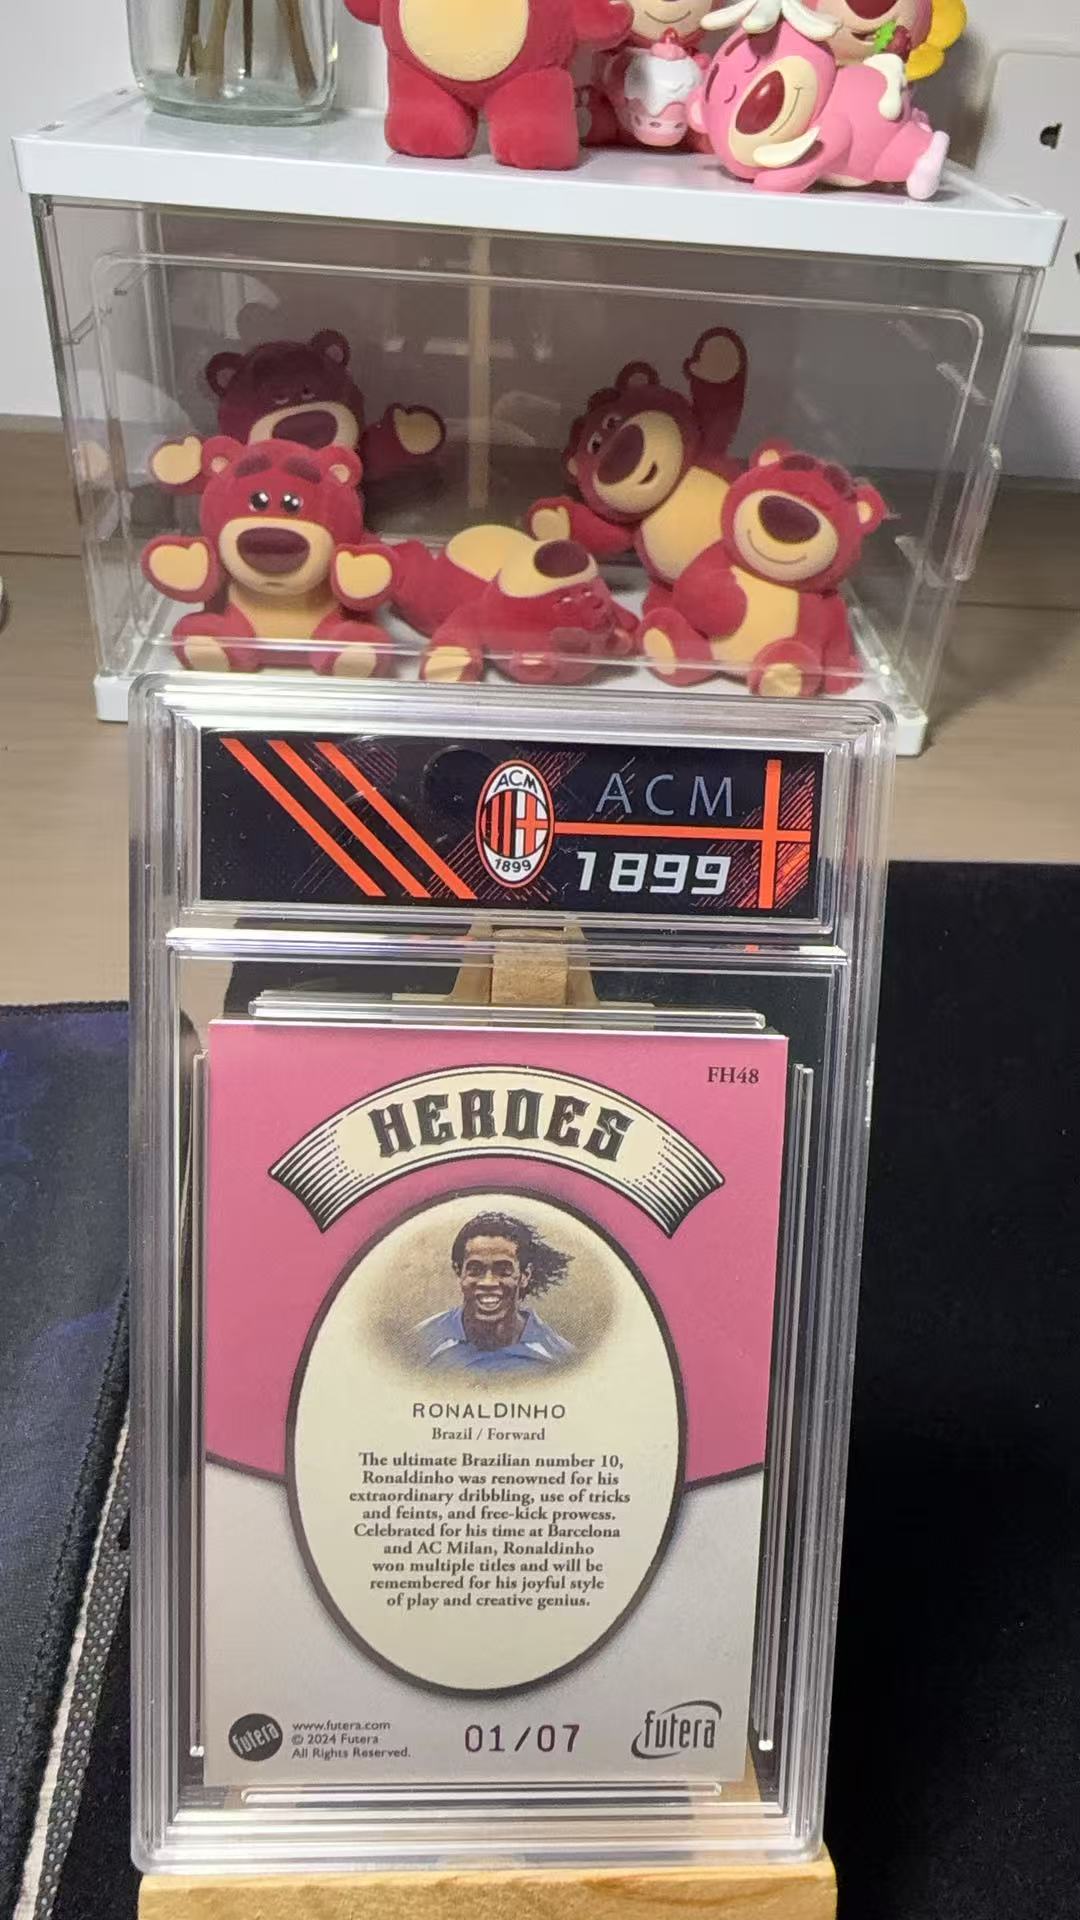 ACM
1899
ACM
1899
FH48
HEROES
RONALDINHO
Brazil / Forward
The ultimate Brazilian number 10,
Ronaldinho was renowned for his
extraordinary dribbling, use of tricks
and feints, and free-kick prowess.
Celebrated for his time at Barcelona
and AC Milan, Ronaldinho
won multiple titles and will be
remembered for his joyful style
of play and creative genius.
futera
www.futera.com
© 2024 Futera
All Rights Reserved.
01/07
futera